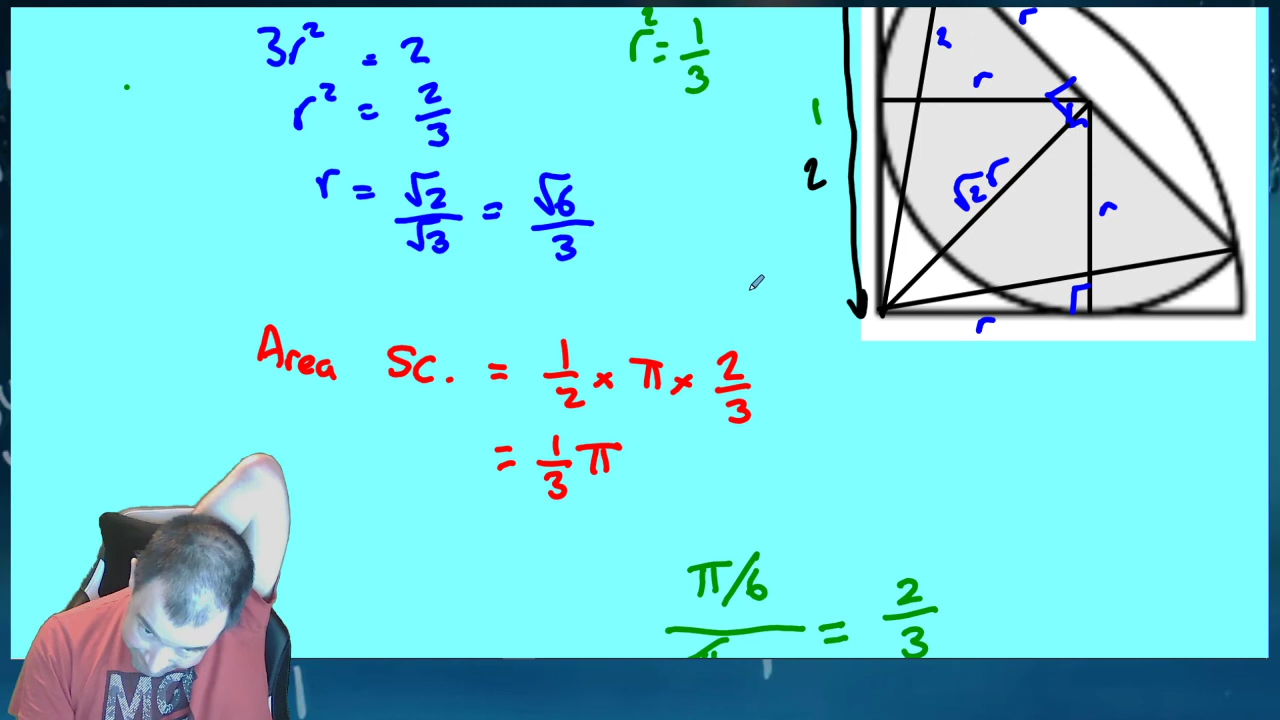 3r² = 2
r² = 2/3
r = √2/√3 = √6/3
r² = 1/3
1
2
2
r
r
√2 r
r
r
Area SC. = 1/2 × π × 2/3
= 1/3 π
π/6
= 2/3